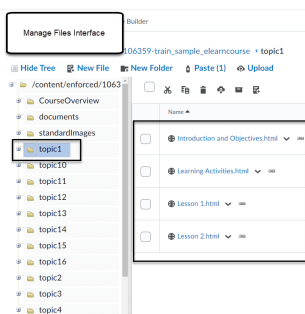 Manage Files Interface
Builder
106359-train_sample_elearncourse › topic1
Hide Tree New File New Folder Paste (1) Upload
/content/enforced/1063
CourseOverview
documents
standardImages
topic1
topic10
topic11
topic12
topic13
topic14
topic15
topic16
topic2
topic3
topic4
Name
Introduction and Objectives.html
Learning Activities.html
Lesson 1.html
Lesson 2.html